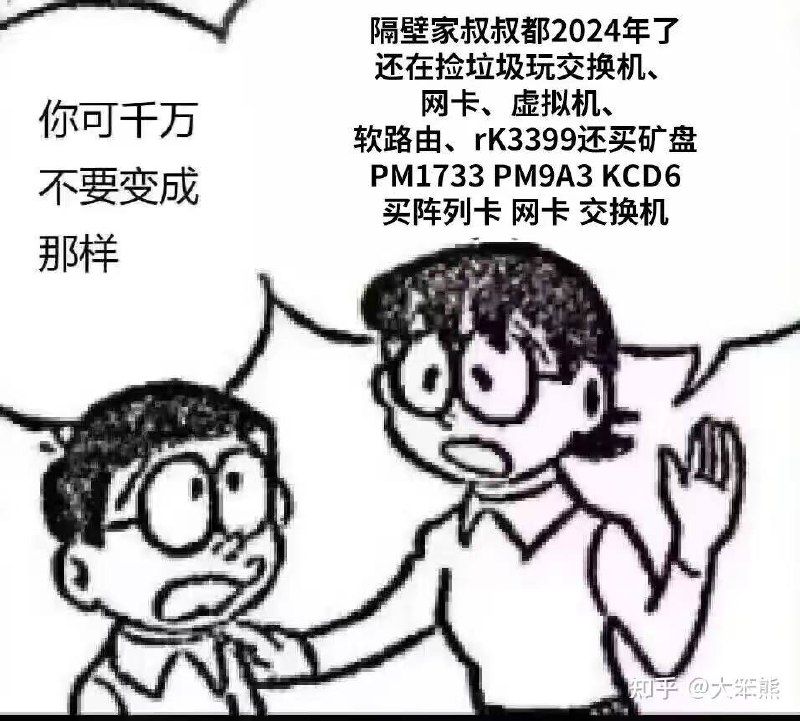 隔壁家叔叔都2024年了
还在捡垃圾玩交换机、
网卡、虚拟机、
软路由、rK3399还买矿盘
PM1733 PM9A3 KCD6
买阵列卡 网卡 交换机
你可千万
不要变成
那样
知乎 @大笨熊